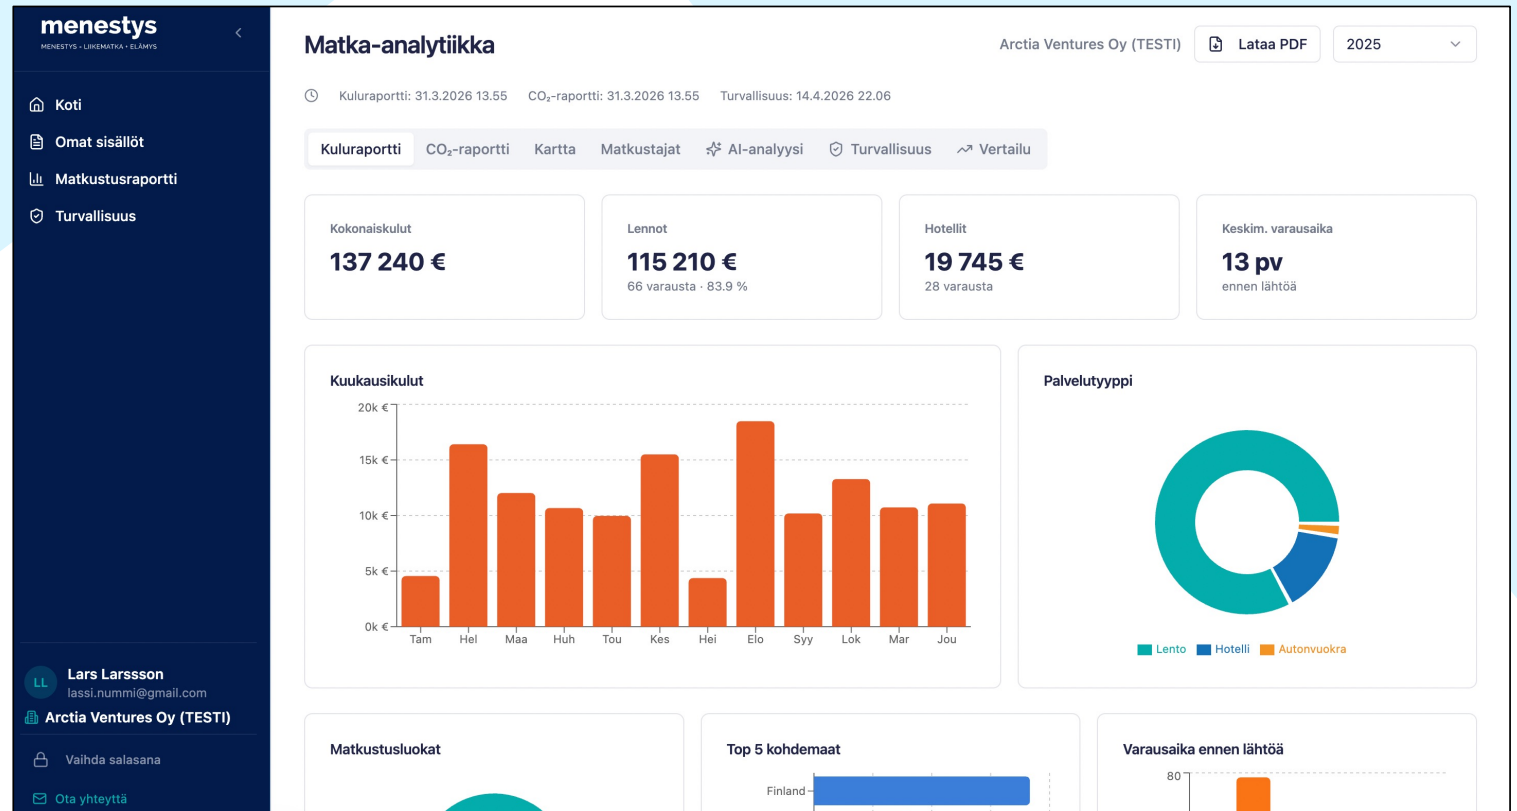 menestys
MENESTYS • LIIKEMATKA • ELÄMYS
Koti
Omat sisällöt
Matkustusraportti
Turvallisuus
Lars Larssson
LL
lassi.nummi@gmail.com
Arctia Ventures Oy (TESTI)
Vaihda salasana
Ota yhteyttä
Matka-analytiikka
Arctia Ventures Oy (TESTI)
Lataa PDF
2025
Kuluraportti: 31.3.2026 13.55 CO₂-raportti: 31.3.2026 13.55 Turvallisuus: 14.4.2026 22.06
Kuluraportti CO₂-raportti Kartta Matkustajat AI-analyysi Turvallisuus Vertailu
Kokonaiskulut
137 240 €
Lennot
115 210 €
66 varausta · 83.9 %
Hotellit
19 745 €
28 varausta
Keskim. varausaika
13 pv
ennen lähtöä
Kuukausikulut
20k €
15k €
10k €
5k €
0k €
Tam Hel Maa Huh Tou Kes Hei Elo Syy Lok Mar Jou
Palvelutyyppi
Lento Hotelli Autonvuokra
Matkustusluokat
Top 5 kohdemaat
Finland
Varausaika ennen lähtöä
80